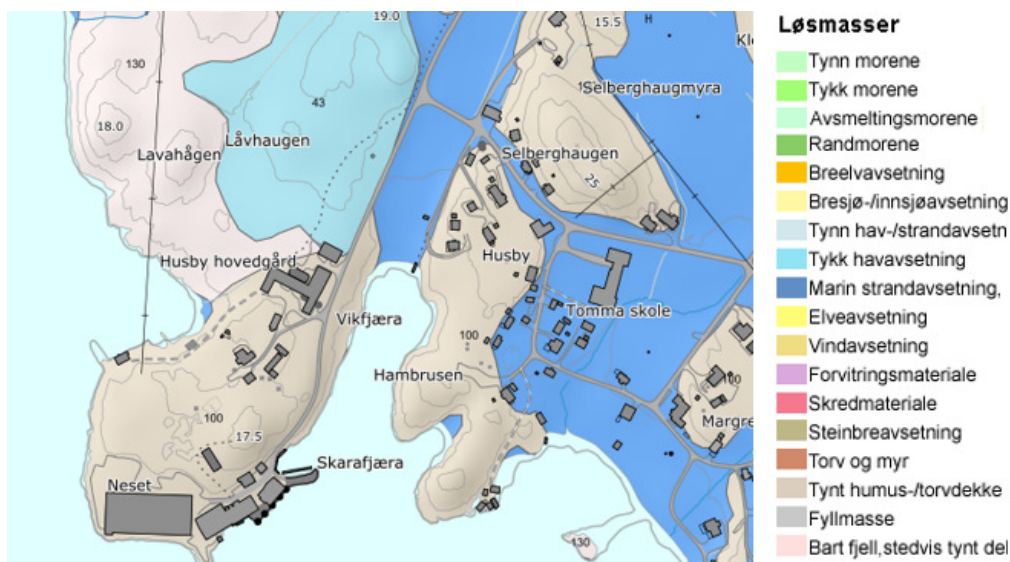 19.0
15.5
H
Kl
130
43
Selberghaugmyra
18.0
Låvhaugen
Lavahågen
Selberghaugen
25
Husby hovedgård
Husby
Vikfjæra
Tomma skole
100
Hambrusen
100
100
17.5
Margre
Skarafjæra
Neset
130
Løsmasser
Tynn morene
Tykk morene
Avsmeltingsmorene
Randmorene
Breelvavsetning
Bresjø-/innsjøavsetning
Tynn hav-/strandavsetn
Tykk havavsetning
Marin strandavsetning,
Elveavsetning
Vindavsetning
Forvitringsmateriale
Skredmateriale
Steinbreavsetning
Torv og myr
Tynt humus-/torvdekke
Fyllmasse
Bart fjell,stedvis tynt del